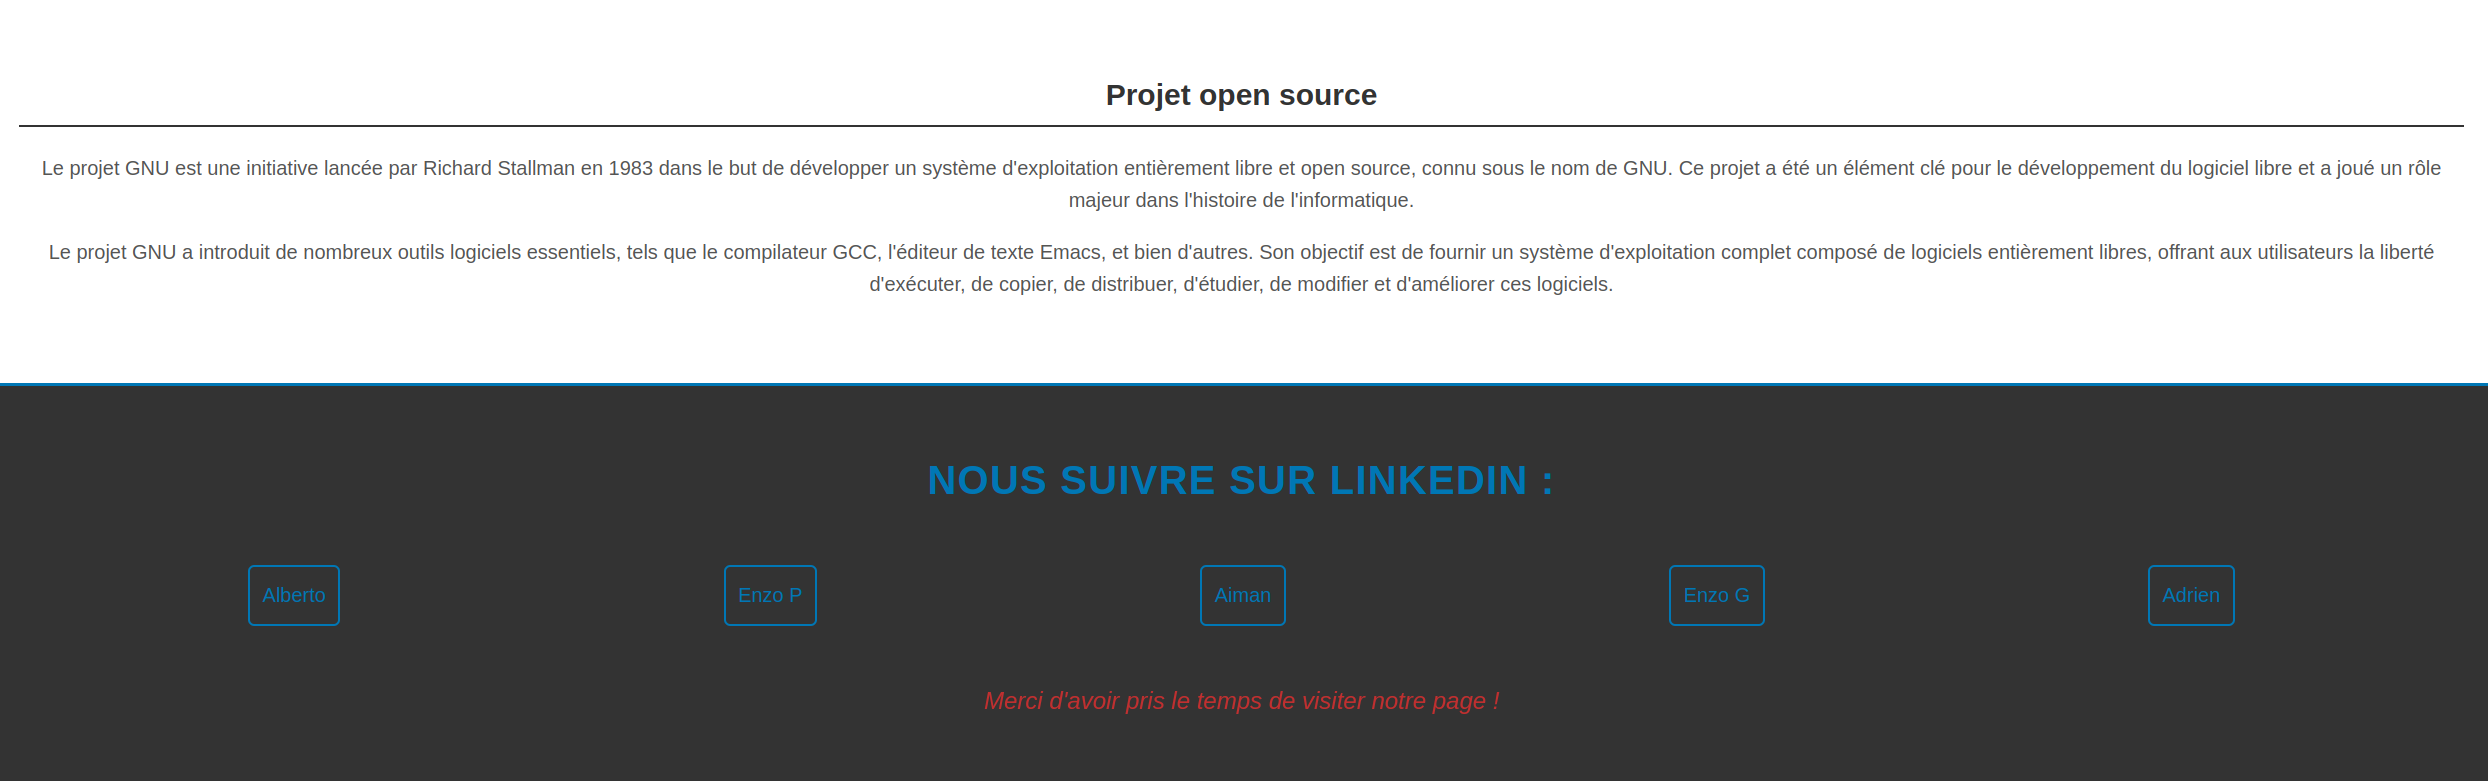 Projet open source
Le projet GNU est une initiative lancée par Richard Stallman en 1983 dans le but de développer un système d'exploitation entièrement libre et open source, connu sous le nom de GNU. Ce projet a été un élément clé pour le développement du logiciel libre et a joué un rôle
majeur dans l'histoire de l'informatique.
Le projet GNU a introduit de nombreux outils logiciels essentiels, tels que le compilateur GCC, l'éditeur de texte Emacs, et bien d'autres. Son objectif est de fournir un système d'exploitation complet composé de logiciels entièrement libres, offrant aux utilisateurs la liberté
d'exécuter, de copier, de distribuer, d'étudier, de modifier et d'améliorer ces logiciels.
NOUS SUIVRE SUR LINKEDIN :
Alberto Enzo P Aiman Enzo G Adrien
Merci d'avoir pris le temps de visiter notre page !